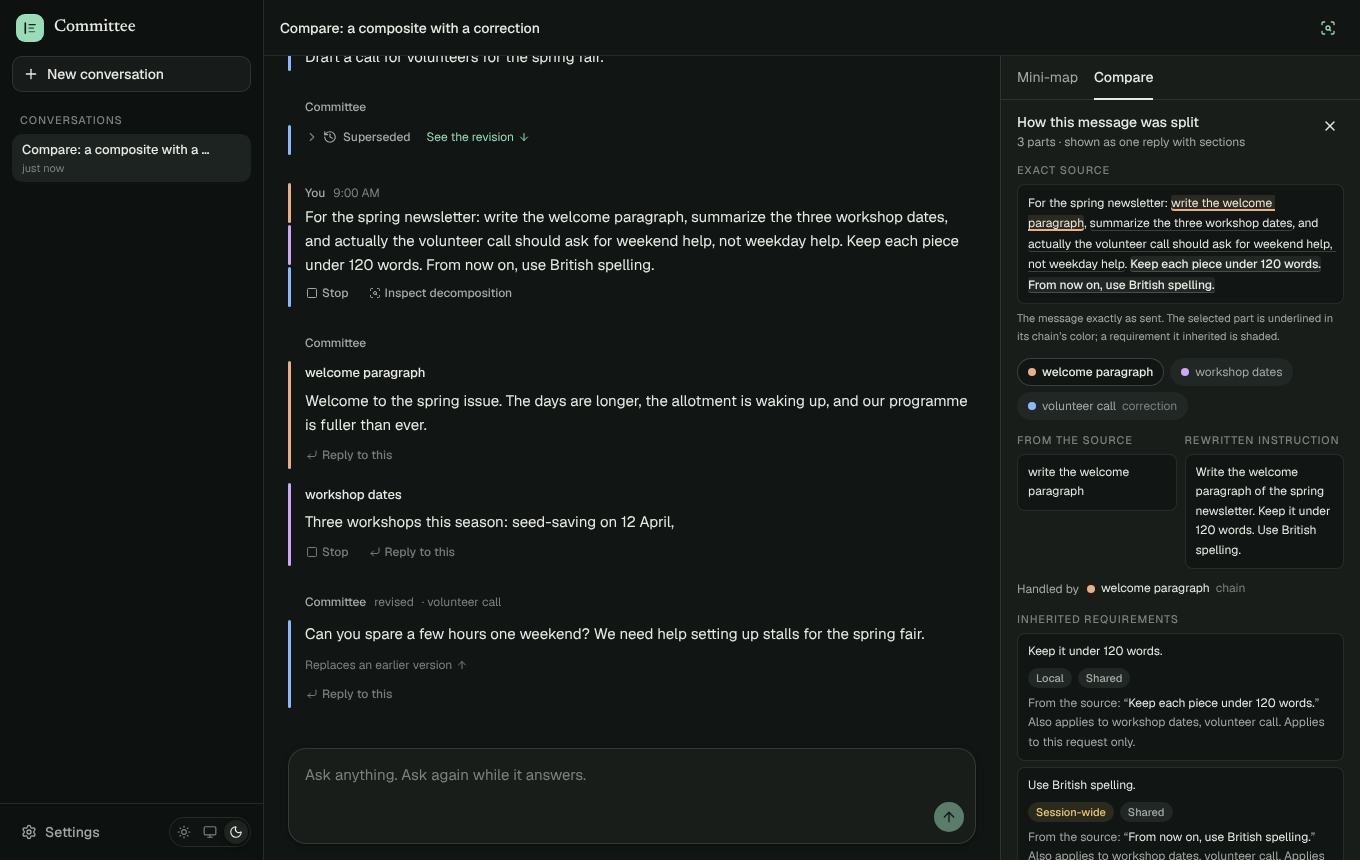 Committee
New conversation
CONVERSATIONS
Compare: a composite with a ...
just now
Settings
Compare: a composite with a correction
Draft a call for volunteers for the spring fair.
Committee
Superseded See the revision ↓
You 9:00 AM
For the spring newsletter: write the welcome paragraph, summarize the three workshop dates,
and actually the volunteer call should ask for weekend help, not weekday help. Keep each piece
under 120 words. From now on, use British spelling.
Stop Inspect decomposition
Committee
welcome paragraph
Welcome to the spring issue. The days are longer, the allotment is waking up, and our programme
is fuller than ever.
Reply to this
workshop dates
Three workshops this season: seed-saving on 12 April,
Stop Reply to this
Committee revised · volunteer call
Can you spare a few hours one weekend? We need help setting up stalls for the spring fair.
Replaces an earlier version ↑
Reply to this
Ask anything. Ask again while it answers.
Mini-map Compare
How this message was split
3 parts · shown as one reply with sections
EXACT SOURCE
For the spring newsletter: write the welcome
paragraph, summarize the three workshop dates, and
actually the volunteer call should ask for weekend help,
not weekday help. Keep each piece under 120 words.
From now on, use British spelling.
The message exactly as sent. The selected part is underlined in
its chain's color; a requirement it inherited is shaded.
welcome paragraph workshop dates
volunteer call correction
FROM THE SOURCE
write the welcome
paragraph
REWRITTEN INSTRUCTION
Write the welcome
paragraph of the spring
newsletter. Keep it under
120 words. Use British
spelling.
Handled by welcome paragraph chain
INHERITED REQUIREMENTS
Keep it under 120 words.
Local Shared
From the source: “Keep each piece under 120 words.”
Also applies to workshop dates, volunteer call. Applies
to this request only.
Use British spelling.
Session-wide Shared
From the source: “From now on, use British spelling.”
Also applies to workshop dates, volunteer call. Applies